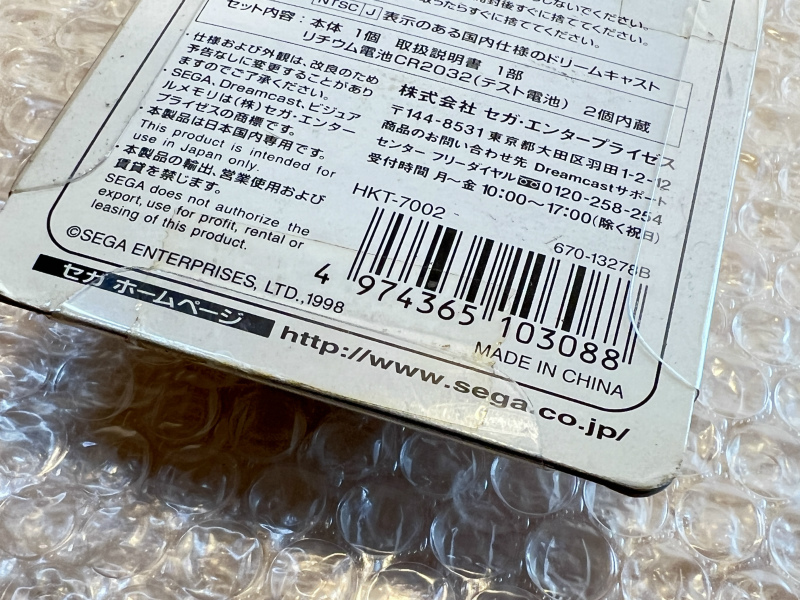 すぐに捨ててください。
ったらすぐに捨ててください。
NTSC J 表示のある国内仕様のドリームキャスト
セット内容：本体 1個 取扱説明書 1部
リチウム電池CR2032(テスト電池) 2個内蔵
・仕様および外観は、改良のため
予告なしに変更することがあり
ますのでご了承ください。
・SEGA、Dreamcast、ビジュア
ルメモリは(株)セガ・エンター
プライゼスの商標です。
・本製品は日本国内専用です。
This product is intended for
use in Japan only.
・本製品の輸出、営業使用および
賃貸を禁じます。
SEGA does not authorize the
export, use for profit, rental or
leasing of this product.
株式会社 セガ・エンタープライゼス
〒144-8531 東京都大田区羽田1-2-12
商品のお問い合わせ先 Dreamcastサポート
センター フリーダイヤル 0120-258-254
受付時間 月〜金 10:00〜17:00(除く祝日)
HKT-7002
670-13278B
4 974365 103088
MADE IN CHINA
©SEGA ENTERPRISES, LTD.,1998
セガ ホームページ http://www.sega.co.jp/